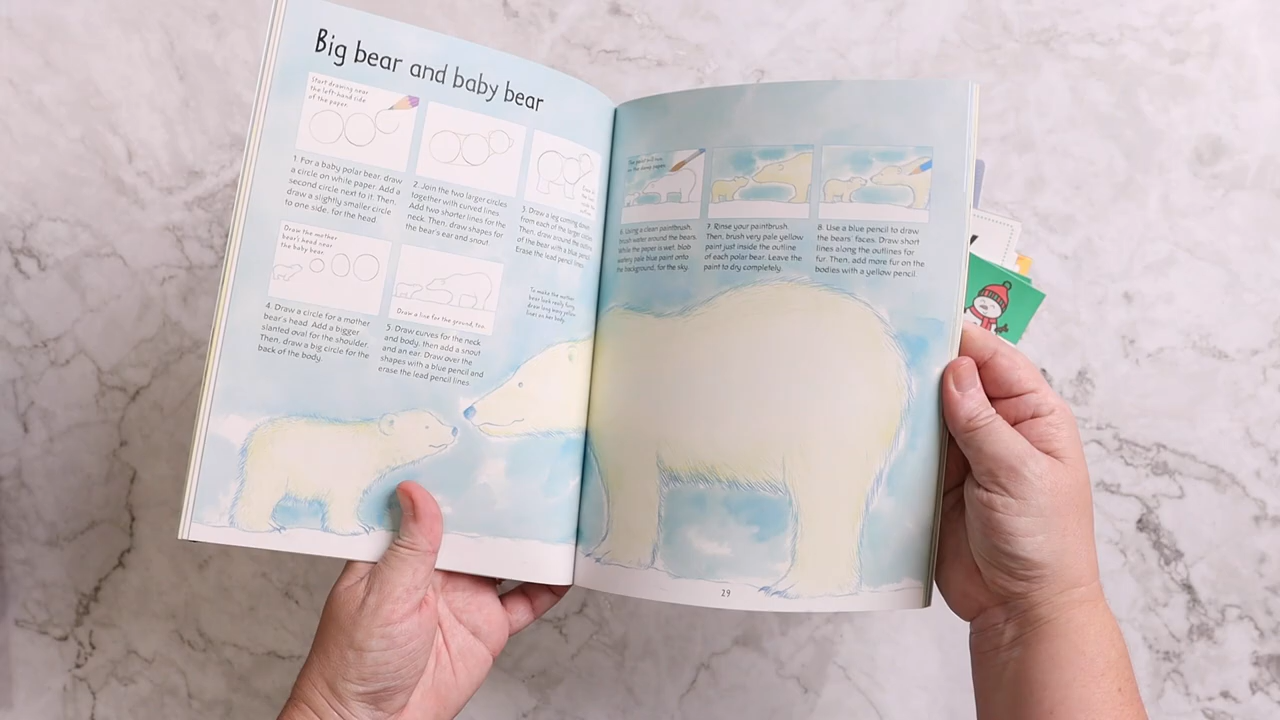 Big bear and baby bear
Start drawing near
the left-hand side
of the paper.
1. For a baby polar bear, draw
a circle on white paper. Add a
second circle next to it. Then,
draw a slightly smaller circle
to one side, for the head.
2. Join the two larger circles
together with curved lines.
Add two shorter lines for the
neck. Then, draw shapes for
the bear's ear and snout.
3. Draw a leg coming down
from each of the large circles.
Then, draw around the outline
of the bear with a blue pencil.
Erase the lead pencil lines.
Draw the mother
bear's head near
the baby bear.
4. Draw a circle for a mother
bear's head. Add a bigger
slanted oval for the shoulder.
Then, draw a big circle for the
back of the body.
Draw a line for the ground, too.
5. Draw curves for the neck
and body, then add a snout
and an ear. Draw over the
shapes with a blue pencil and
erase the lead pencil lines.
To make the mother
bear look really furry,
draw long wavy yellow
lines on her body.
The paint will run
on the damp paper.
6. Using a clean paintbrush,
brush water around the bears.
While the paper is wet, blob
watery pale blue paint onto
the background, for the sky.
7. Rinse your paintbrush.
Then, brush very pale yellow
paint just inside the outline
of each polar bear. Leave the
paint to dry completely.
8. Use a blue pencil to draw
the bears' faces. Draw short
lines along the outlines for
fur. Then, add more fur on the
bodies with a yellow pencil.
29